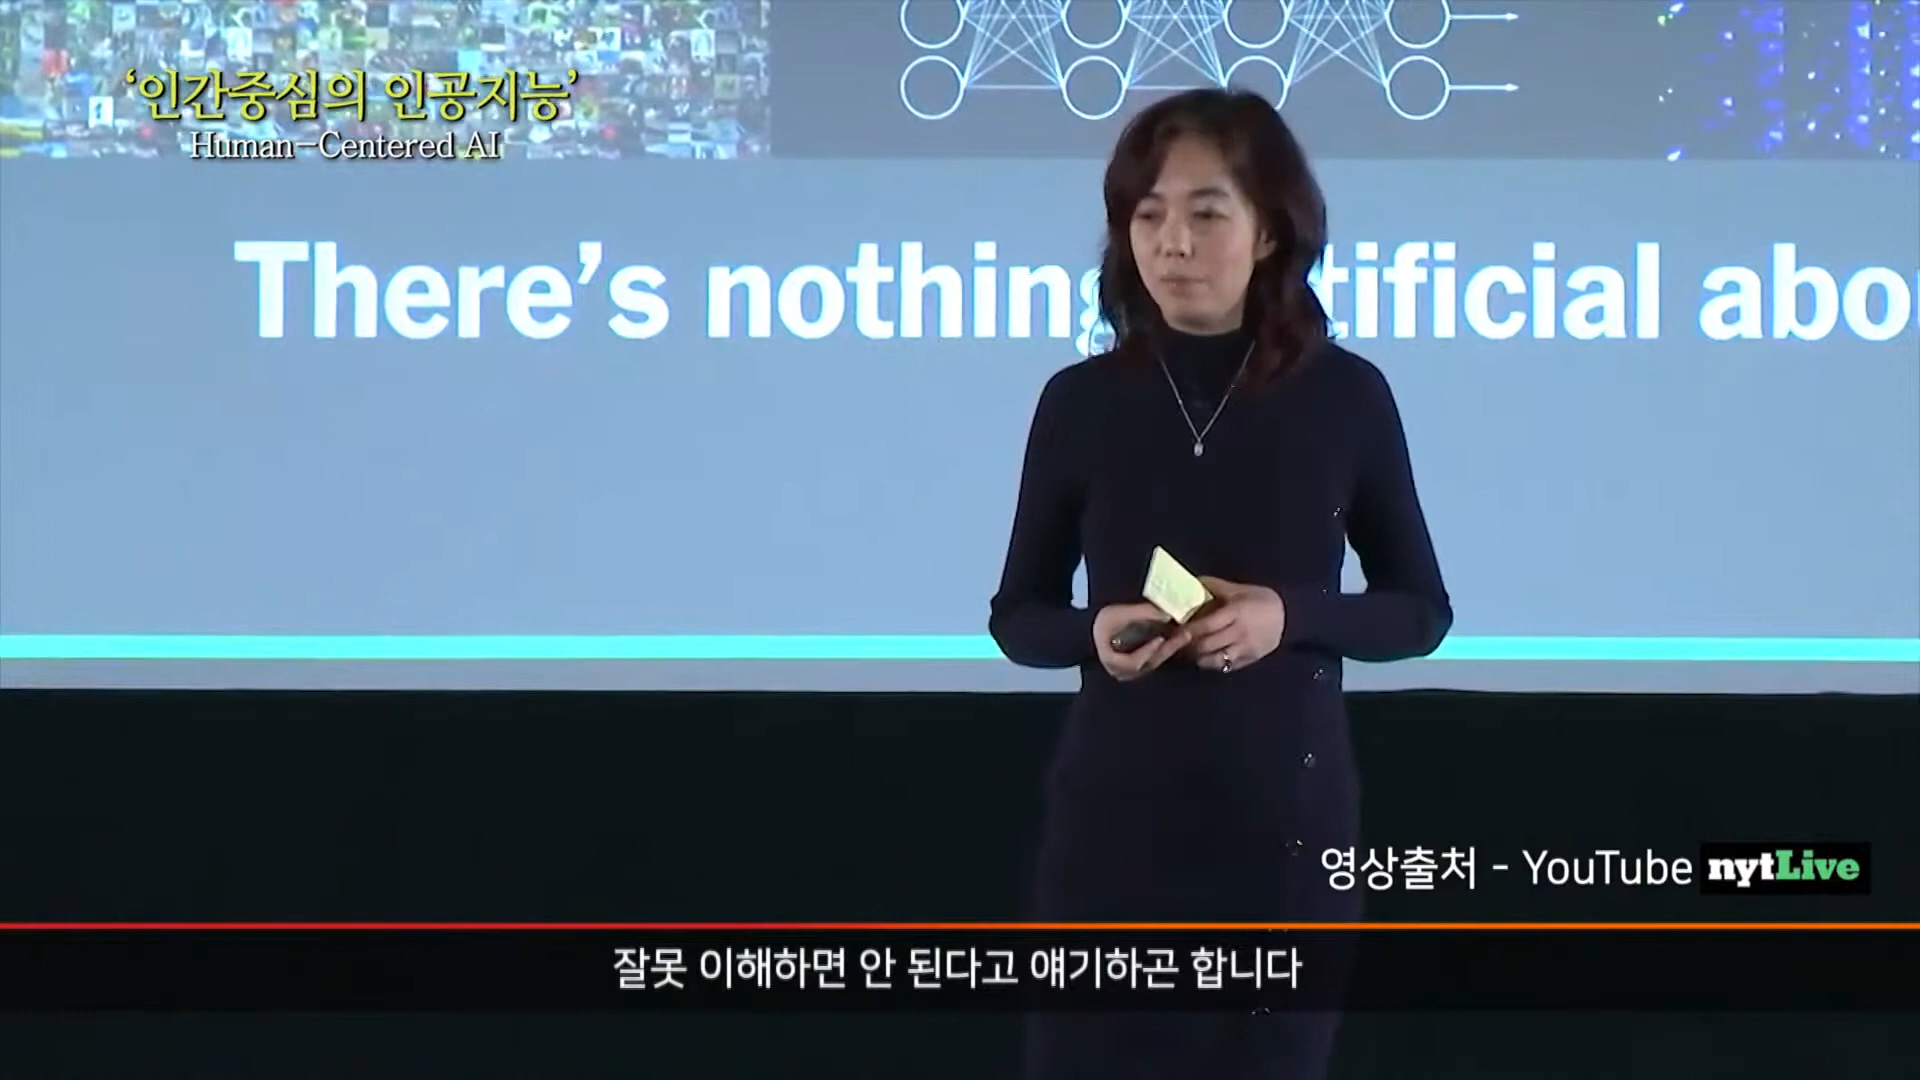 ‘인간중심의 인공지능’
Human-Centered AI
There’s nothing tificial abo
영상출처 - YouTube nytLive
잘못 이해하면 안 된다고 얘기하곤 합니다